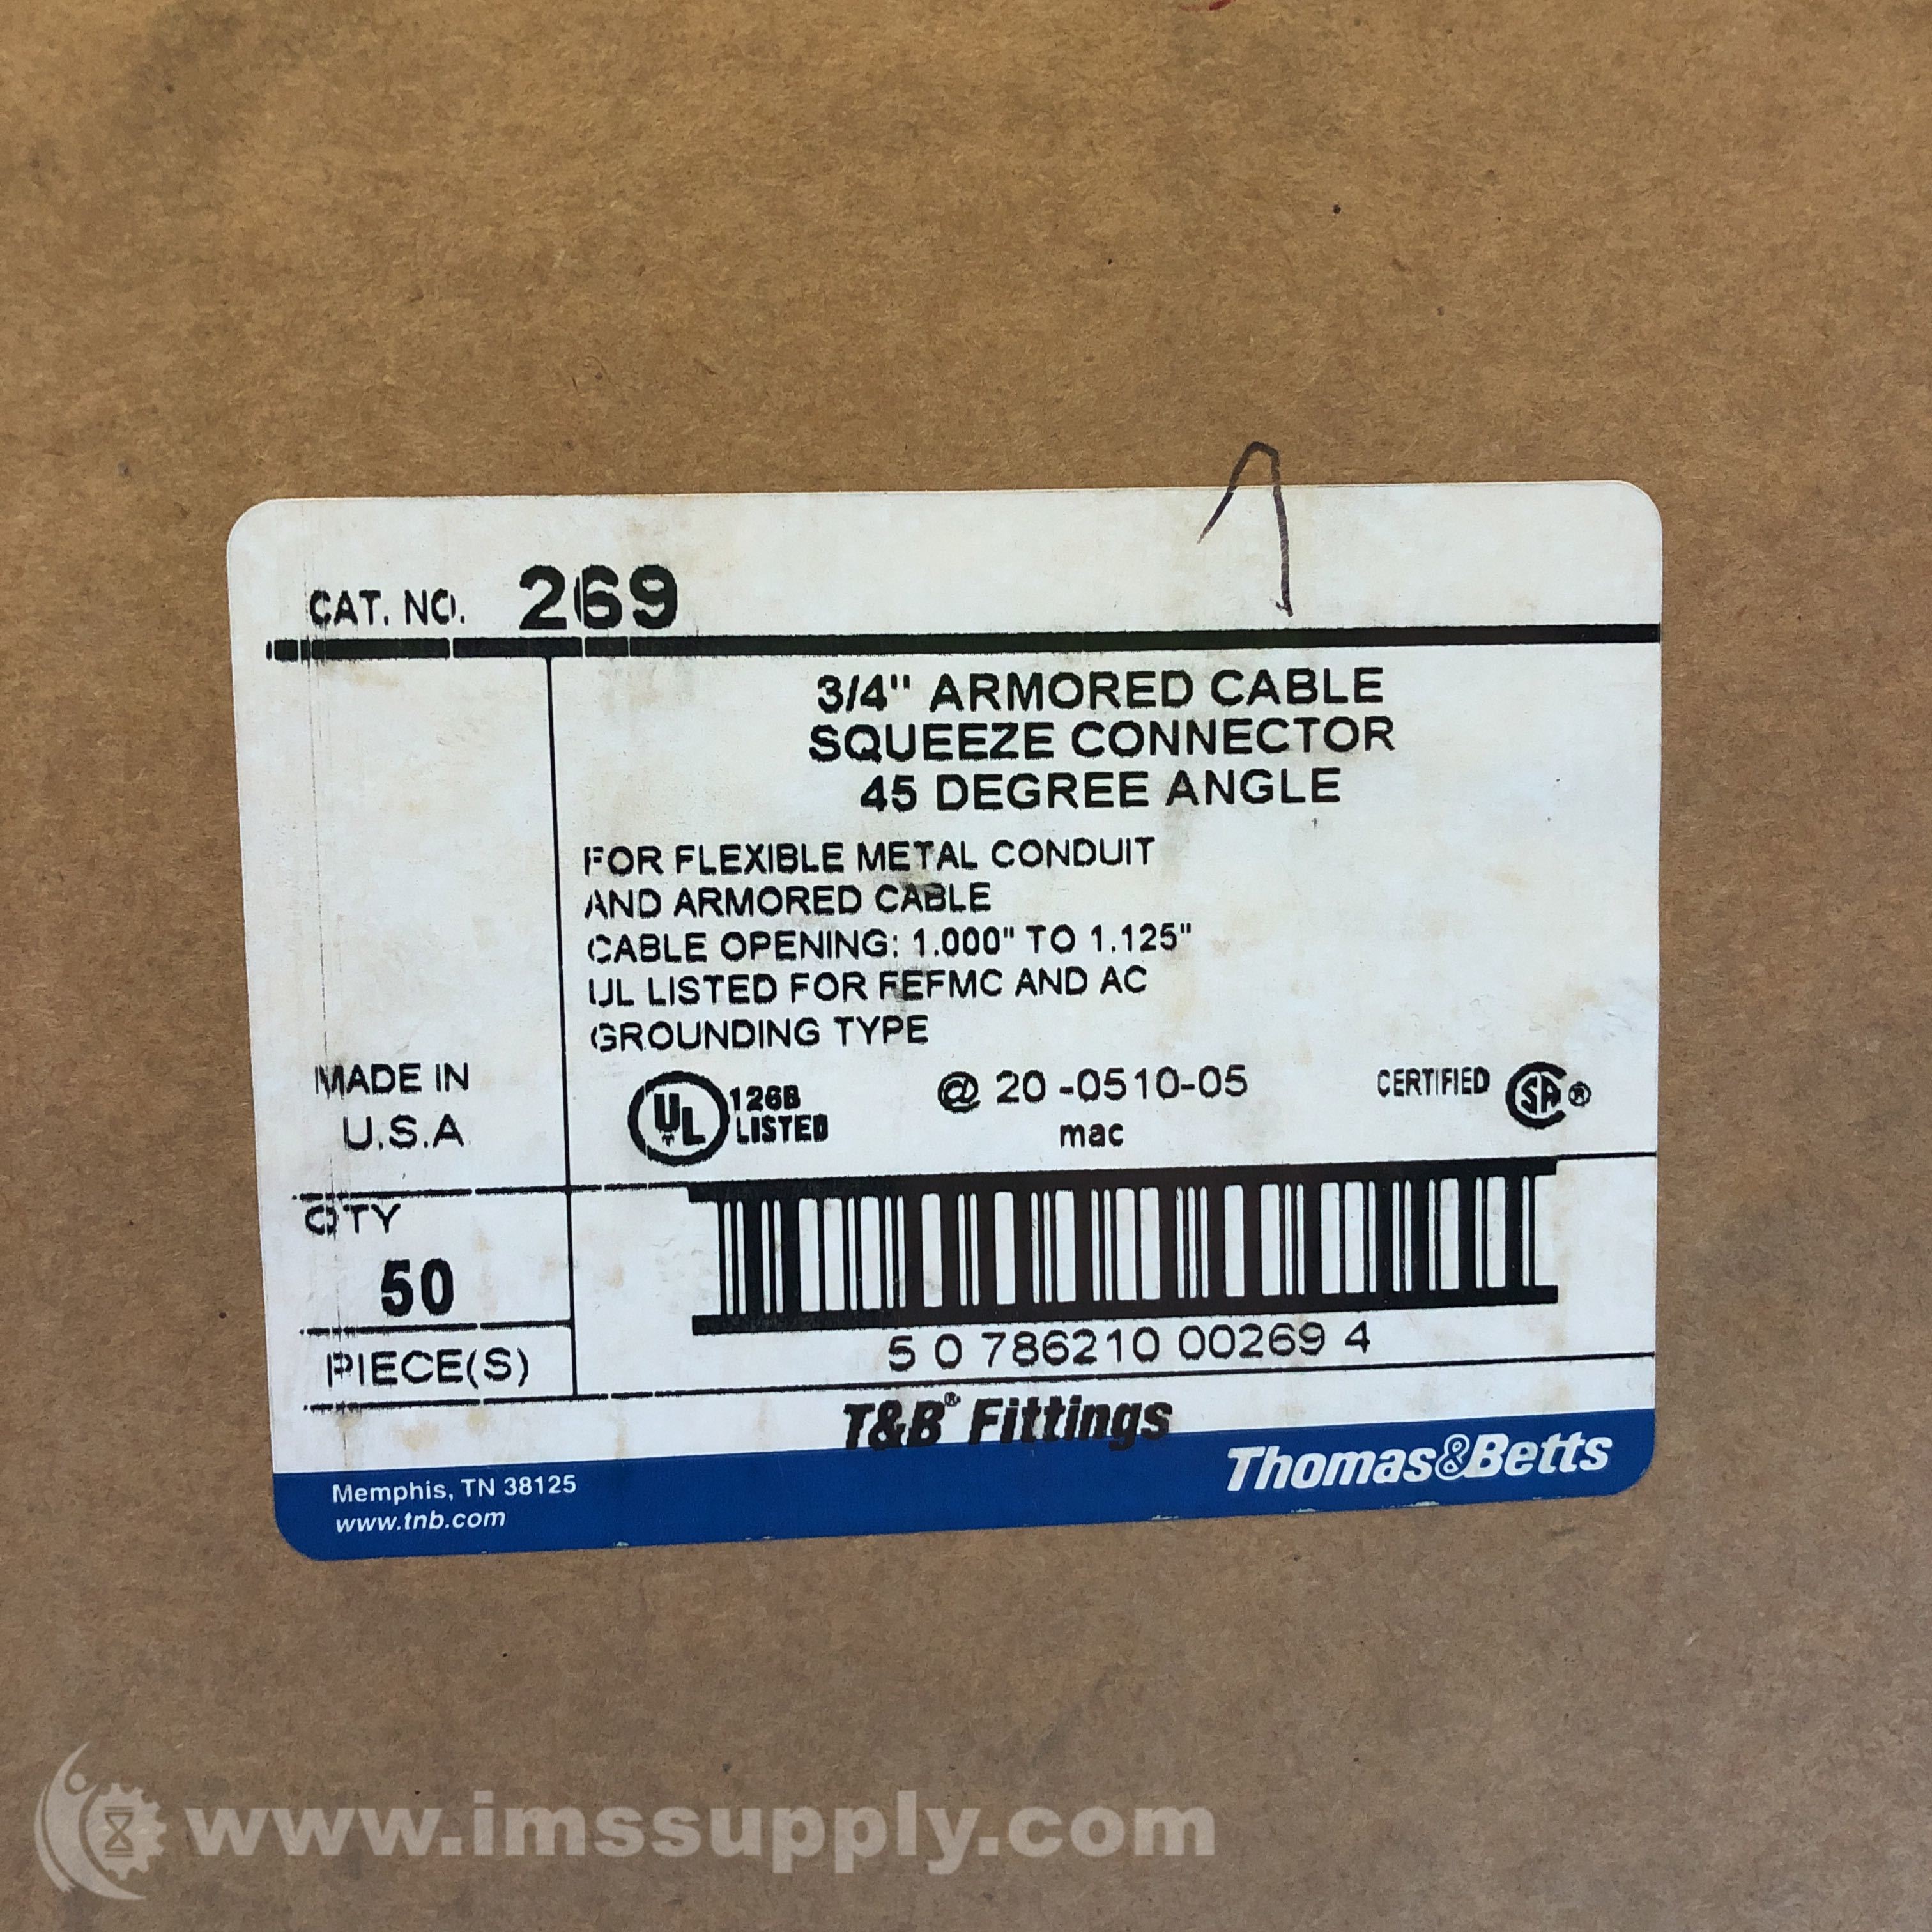 1
CAT. NO. 269
3/4" ARMORED CABLE
SQUEEZE CONNECTOR
45 DEGREE ANGLE
FOR FLEXIBLE METAL CONDUIT
AND ARMORED CABLE
CABLE OPENING: 1.000" TO 1.125"
UL LISTED FOR FEFMC AND AC
GROUNDING TYPE
MADE IN
U.S.A
UL 126B
LISTED
@ 20 -0510-05
mac
CERTIFIED SA ®
QTY
50
PIECE(S)
5 0 786210 00269 4
T&B® Fittings
Thomas&Betts
Memphis, TN 38125
www.tnb.com
www.imssupply.com